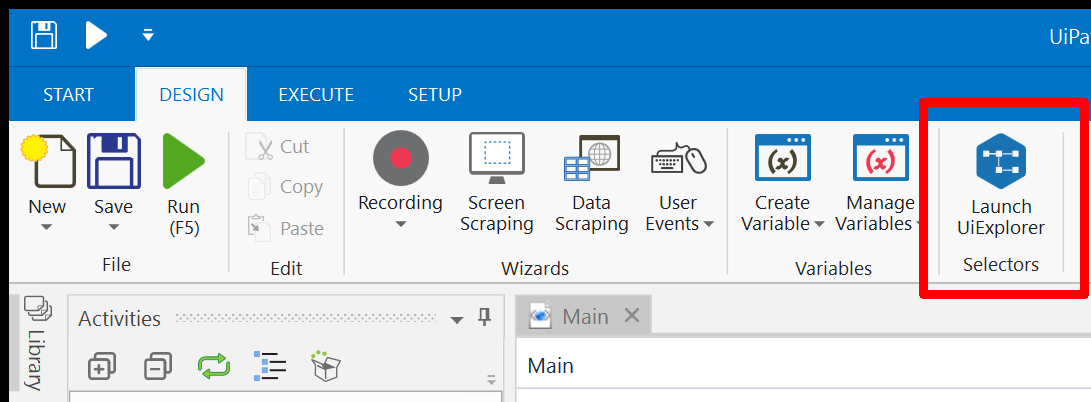 UiPa
START DESIGN EXECUTE SETUP
New
Save
Run
(F5)
File
Cut
Copy
Paste
Edit
Recording
Screen
Scraping
Data
Scraping
User
Events
Wizards
Create
Variable
Manage
Variables
Variables
Launch
UiExplorer
Selectors
Library
Activities
Main
Main